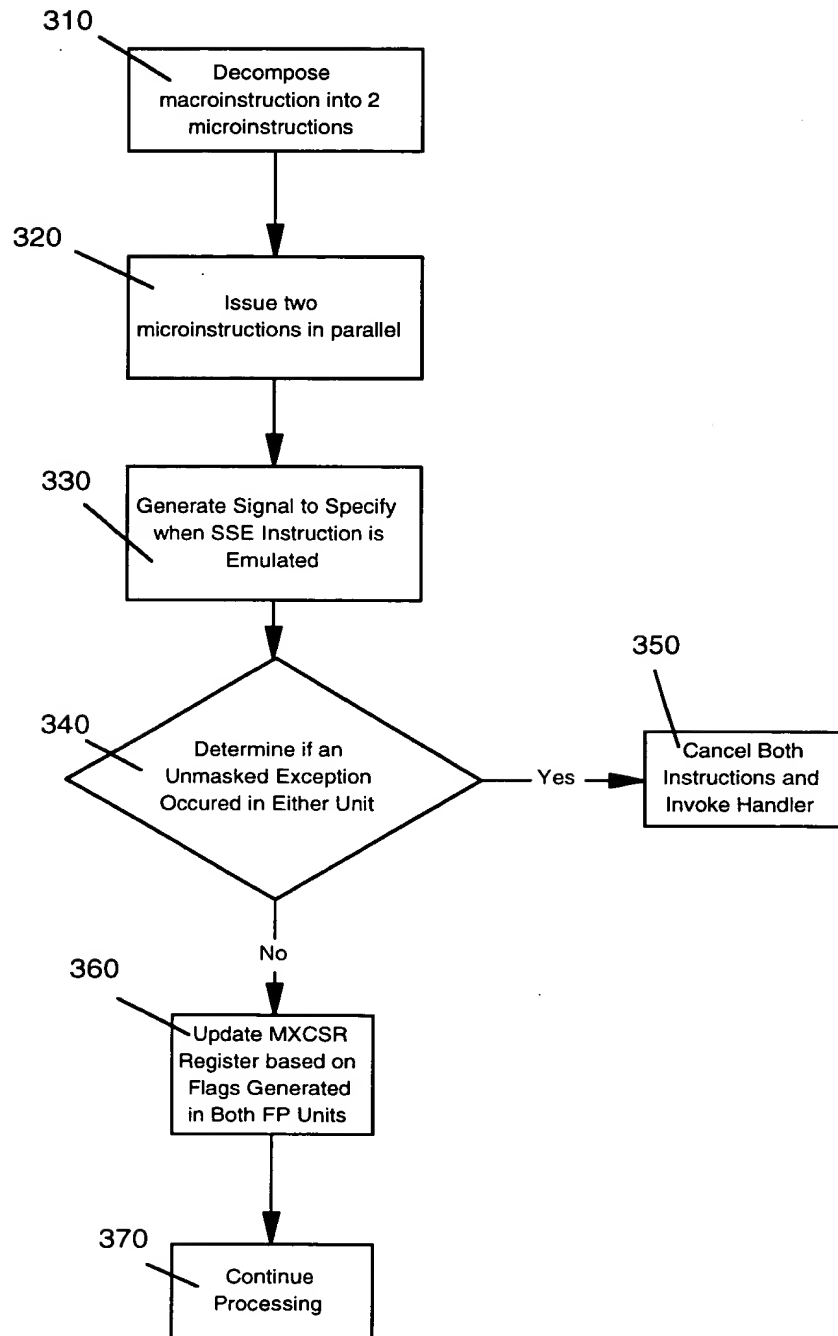 310
Decompose
macroinstruction into 2
microinstructions
320
Issue two
microinstructions in parallel
330
Generate Signal to Specify
when SSE Instruction is
Emulated
340
Determine if an
Unmasked Exception
Occured in Either Unit
Yes
350
Cancel Both
Instructions and
Invoke Handler
No
360
Update MXCSR
Register based on
Flags Generated
in Both FP Units
370
Continue
Processing